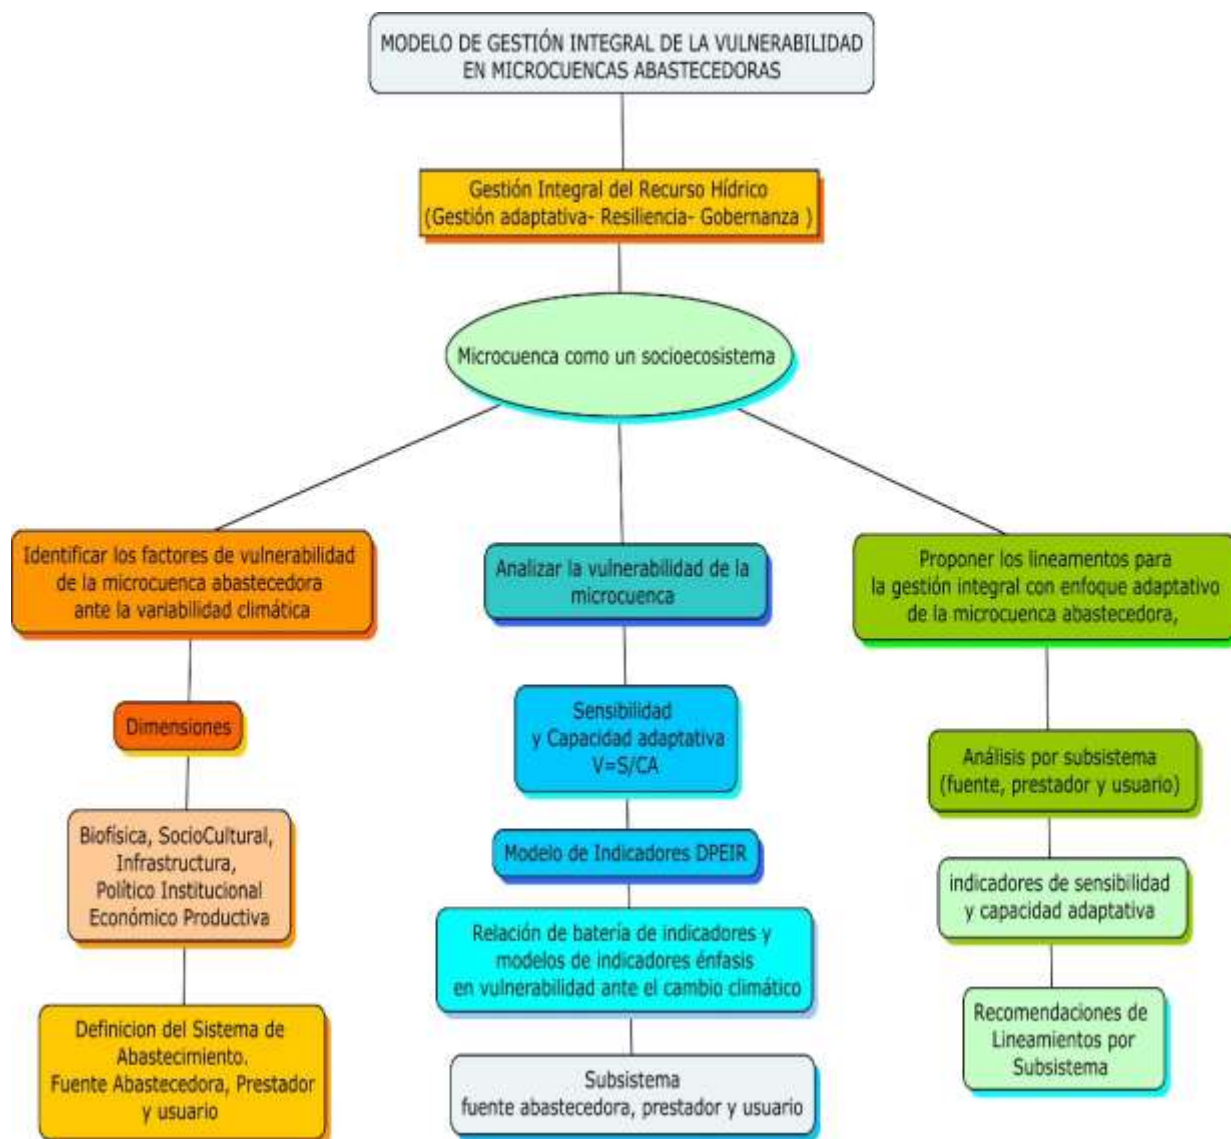 MODELO DE GESTIÓN INTEGRAL DE LA VULNERABILIDAD
EN MICROCUENCAS ABASTECEDORAS
Gestión Integral del Recurso Hídrico
(Gestión adaptativa- Resiliencia- Gobernanza )
Microcuenca como un socioecosistema
Identificar los factores de vulnerabilidad
de la microcuenca abastecedora
ante la variabilidad climática
Dimensiones
Biofísica, SocioCultural,
Infrastructura,
Político Institucional
Económico Productiva
Definicion del Sistema de
Abastecimiento.
Fuente Abastecedora, Prestador
y usuario
Analizar la vulnerabilidad de la
microcuenca
Sensibilidad
y Capacidad adaptativa
V=S/CA
Modelo de Indicadores DPEIR
Relación de batería de indicadores y
modelos de indicadores énfasis
en vulnerabilidad ante el cambio climático
Subsistema
fuente abastecedora, prestador y usuario
Proponer los lineamentos para
la gestión integral con enfoque adaptativo
de la microcuenca abastecedora,
Análisis por subsistema
(fuente, prestador y usuario)
indicadores de sensibilidad
y capacidad adaptativa
Recomendaciones de
Lineamientos por
Subsistema